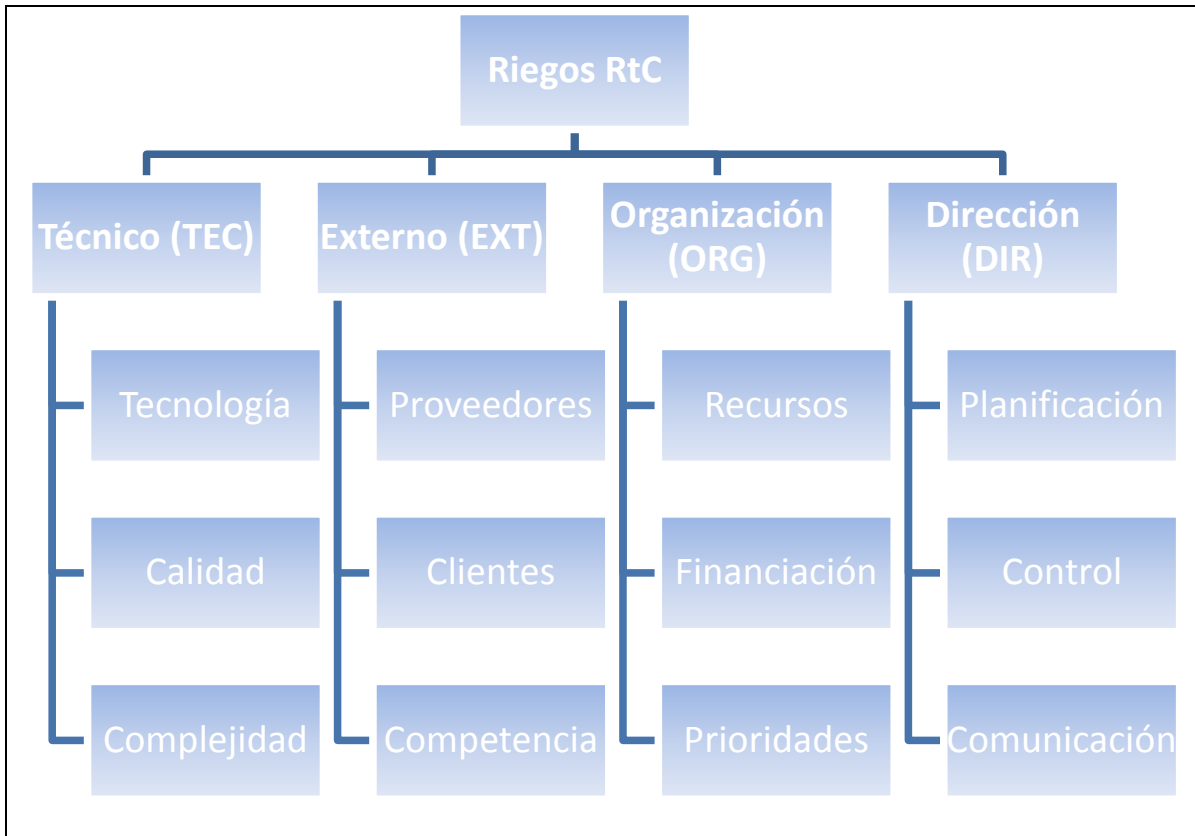 Riegos RtC
Técnico (TEC)
Tecnología
Calidad
Complejidad
Externo (EXT)
Proveedores
Clientes
Competencia
Organización
(ORG)
Recursos
Financiación
Prioridades
Dirección
(DIR)
Planificación
Control
Comunicación